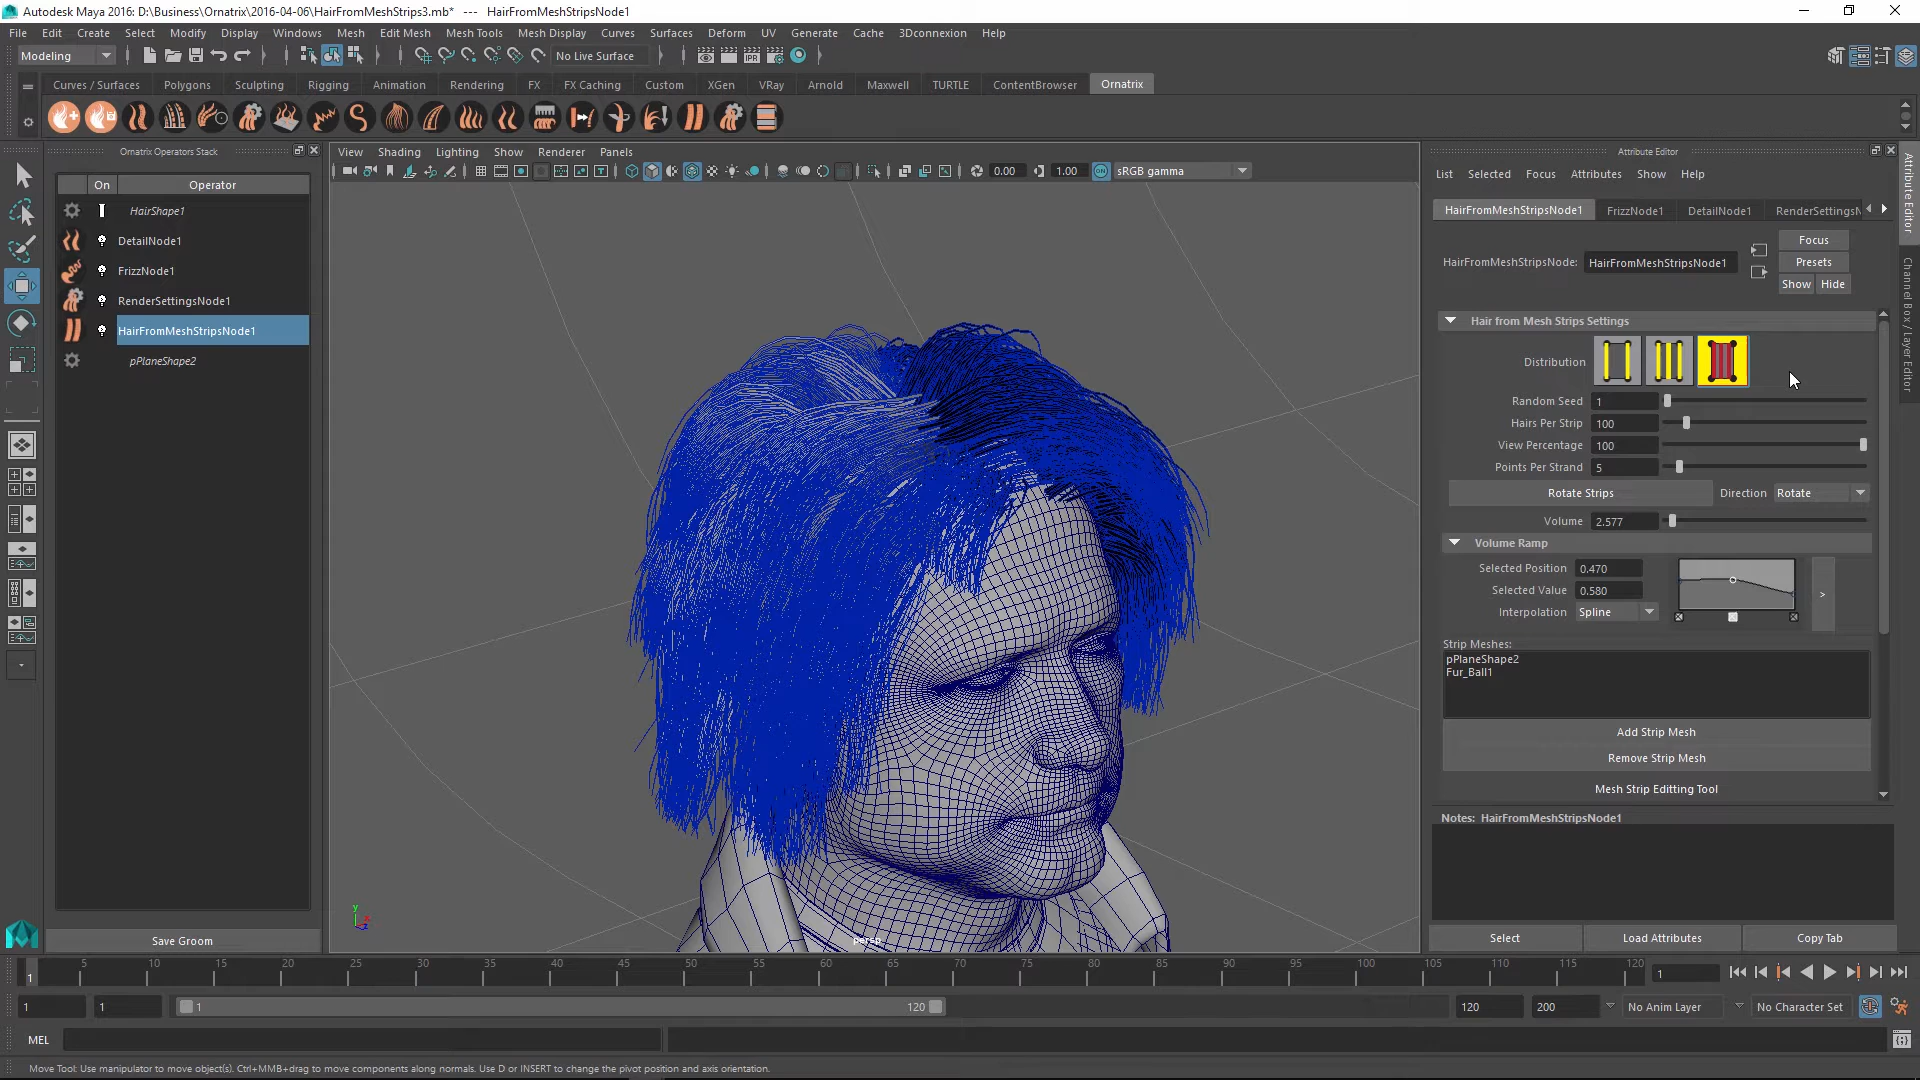 Autodesk Maya 2016: D:\Business\Ornatrix\2016-04-06\HairFromMeshStrips3.mb* --- HairFromMeshStripsNode1
File Edit Create Select Modify Display Windows Mesh Edit Mesh Mesh Tools Mesh Display Curves Surfaces Deform UV Generate Cache 3Dconnexion Help
Modeling No Live Surface
Curves / Surfaces Polygons Sculpting Rigging Animation Rendering FX FX Caching Custom XGen VRay Arnold Maxwell TURTLE ContentBrowser Ornatrix
Ornatrix Operators Stack
On Operator
HairShape1
DetailNode1
FrizzNode1
RenderSettingsNode1
HairFromMeshStripsNode1
pPlaneShape2
Save Groom
View Shading Lighting Show Renderer Panels
0.00 1.00 ON sRGB gamma
persp
Attribute Editor
List Selected Focus Attributes Show Help
HairFromMeshStripsNode1 FrizzNode1 DetailNode1 RenderSettingsN
Focus
HairFromMeshStripsNode: HairFromMeshStripsNode1 Presets
Show Hide
Hair from Mesh Strips Settings
Distribution
Random Seed 1
Hairs Per Strip 100
View Percentage 100
Points Per Strand 5
Rotate Strips Direction Rotate
Volume 2.577
Volume Ramp
Selected Position 0.470
Selected Value 0.580
>
Interpolation Spline
Strip Meshes:
pPlaneShape2
Fur_Ball1
Add Strip Mesh
Remove Strip Mesh
Mesh Strip Editting Tool
Notes: HairFromMeshStripsNode1
Select Load Attributes Copy Tab
Attribute Editor
Channel Box / Layer Editor
1 5 10 15 20 25 30 35 40 45 50 55 60 65 70 75 80 85 90 95 100 105 110 115 120 1
1 1 1 120 120 200 No Anim Layer No Character Set
MEL
Move Tool: Use manipulator to move object(s). Ctrl+MMB+drag to move components along normals. Use D or INSERT to change the pivot position and axis orientation.